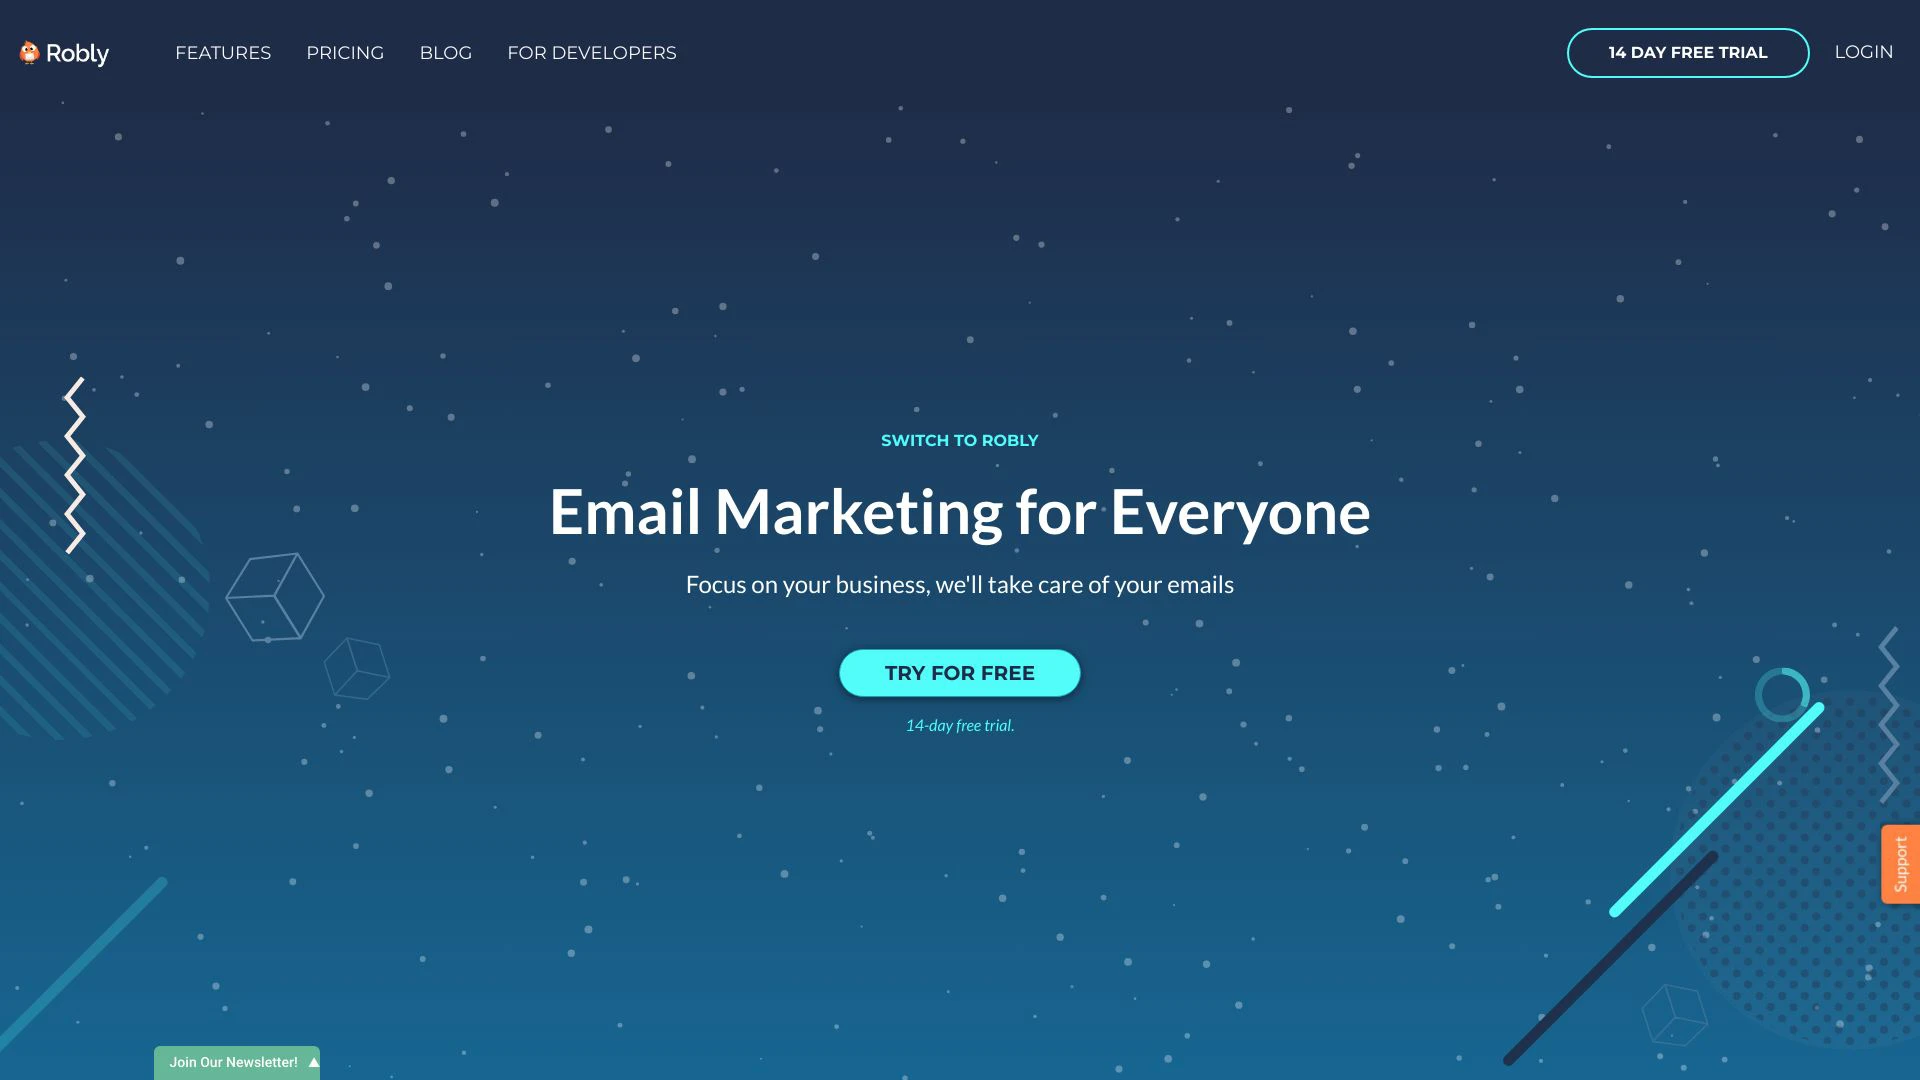 Robly
FEATURES
PRICING
BLOG
FOR DEVELOPERS
14 DAY FREE TRIAL
LOGIN
SWITCH TO ROBLY
Email Marketing for Everyone
Focus on your business, we'll take care of your emails
TRY FOR FREE
14-day free trial.
Support
Join Our Newsletter!